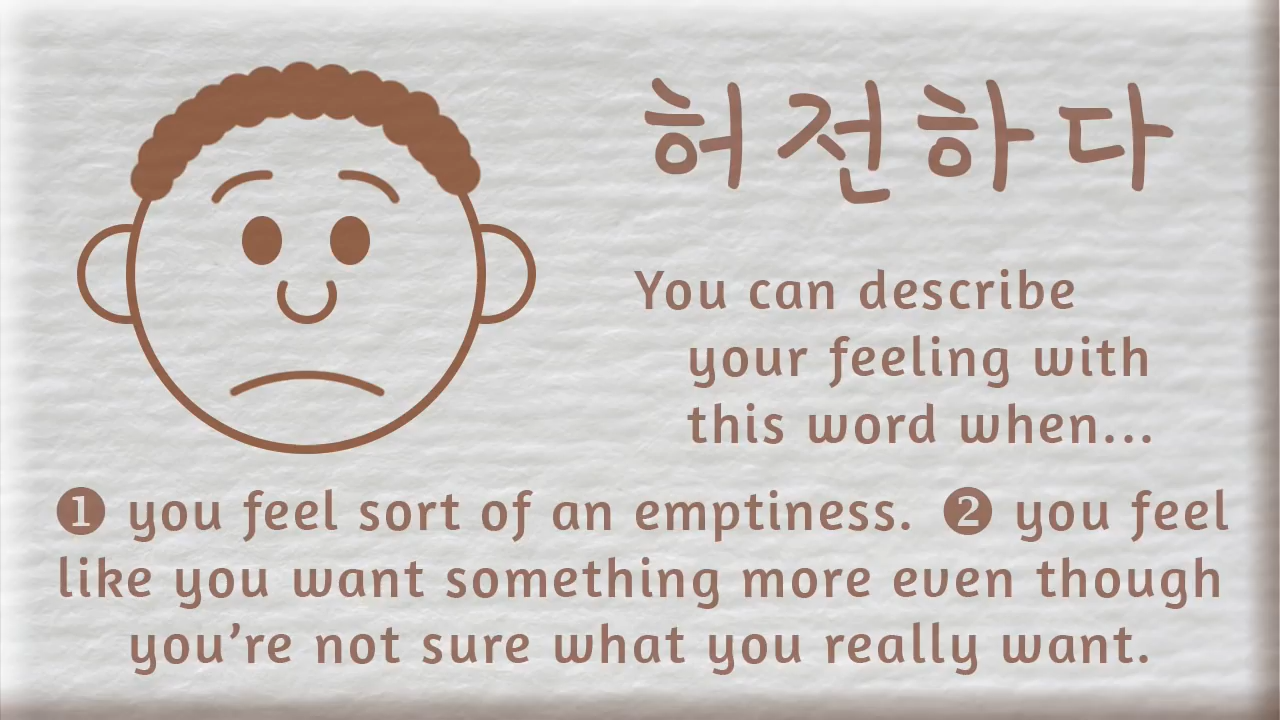 허전하다
You can describe
your feeling with
this word when...
❶ you feel sort of an emptiness. ❷ you feel
like you want something more even though
you’re not sure what you really want.